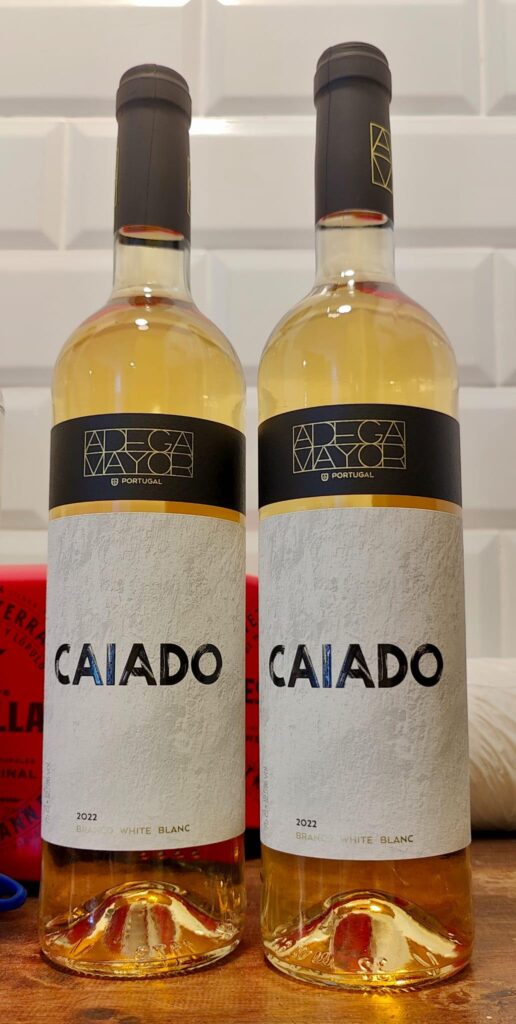 ADEGA
MAYOR
PORTUGAL
CAIADO
2022
BRANCO WHITE BLANC
ADEGA
MAYOR
PORTUGAL
CAIADO
2022
BRANCO WHITE BLANC